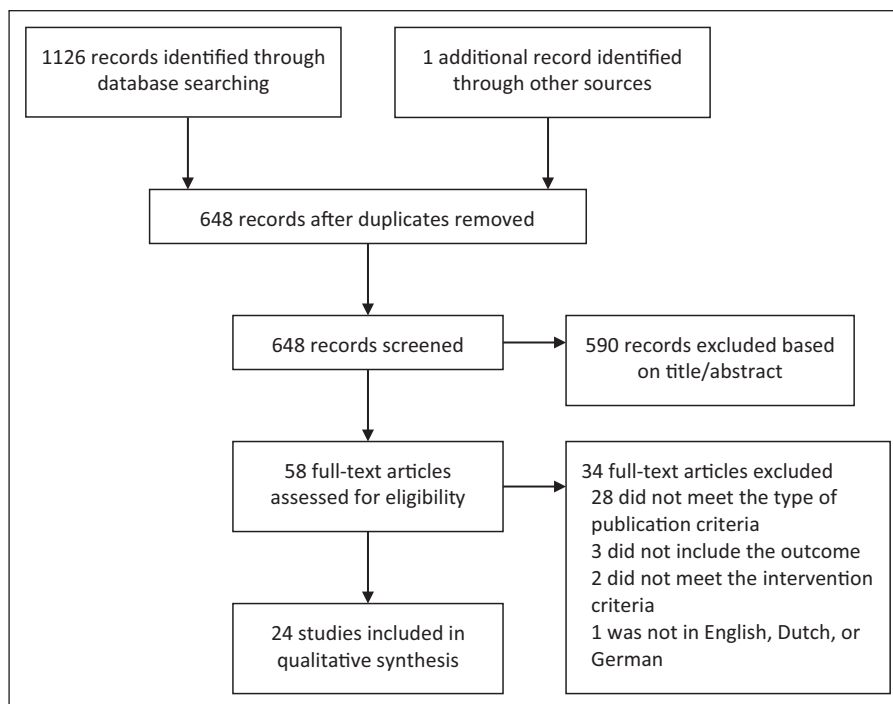 1126 records identified through
database searching
1 additional record identified
through other sources
648 records after duplicates removed
648 records screened
590 records excluded based
on title/abstract
58 full-text articles
assessed for eligibility
34 full-text articles excluded
28 did not meet the type of
publication criteria
3 did not include the outcome
2 did not meet the intervention
criteria
1 was not in English, Dutch, or
German
24 studies included in
qualitative synthesis